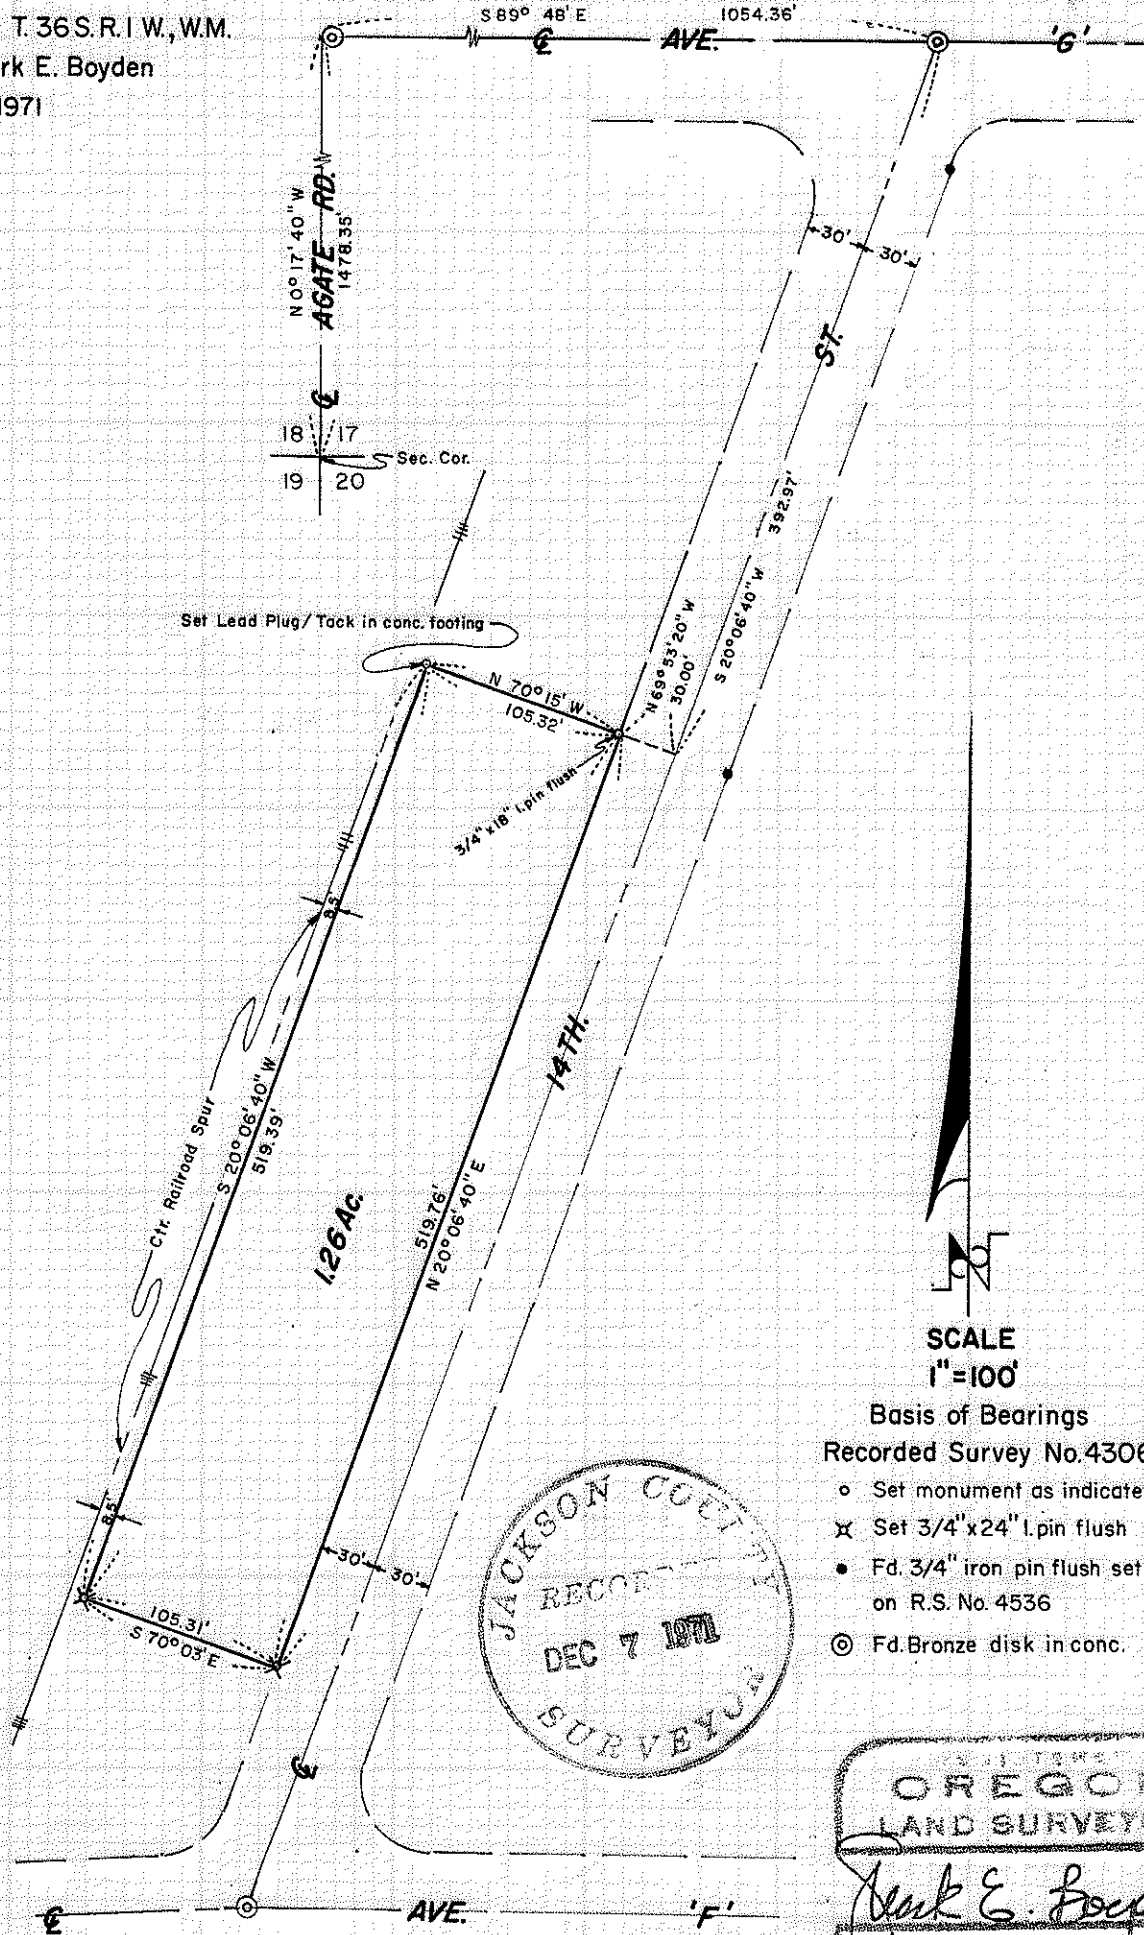 T. 36 S. R. 1 W., W.M.
rk E. Boyden
1971
S 89° 48' E 1054.36'
℄ AVE. 'G'
N 0° 17' 40" W
AGATE RD.
1478.35'
℄
18 17
19 20
Sec. Cor.
30' 30'
ST.
392.97'
S 20° 06' 40" W
N 69° 53' 20" W
30.00'
Set Lead Plug/Tack in conc. footing
N 70° 15' W
105.32'
3/4" x 18" I. pin flush
8.5'
14TH.
Ctr. Railroad Spur
S 20° 06' 40" W
519.39'
1.26 Ac.
519.76'
N 20° 06' 40" E
8.5'
30' 30'
105.31'
S 70° 03' E
℄
℄ AVE. 'F'
SCALE
1"=100'
Basis of Bearings
Recorded Survey No. 4306
Set monument as indicate
Set 3/4" x 24" I. pin flush
Fd. 3/4" iron pin flush set
on R.S. No. 4536
Fd. Bronze disk in conc.
JACKSON COUNTY
DEC 7 1971
SURVEYOR
OREGO
LAND SURVEY